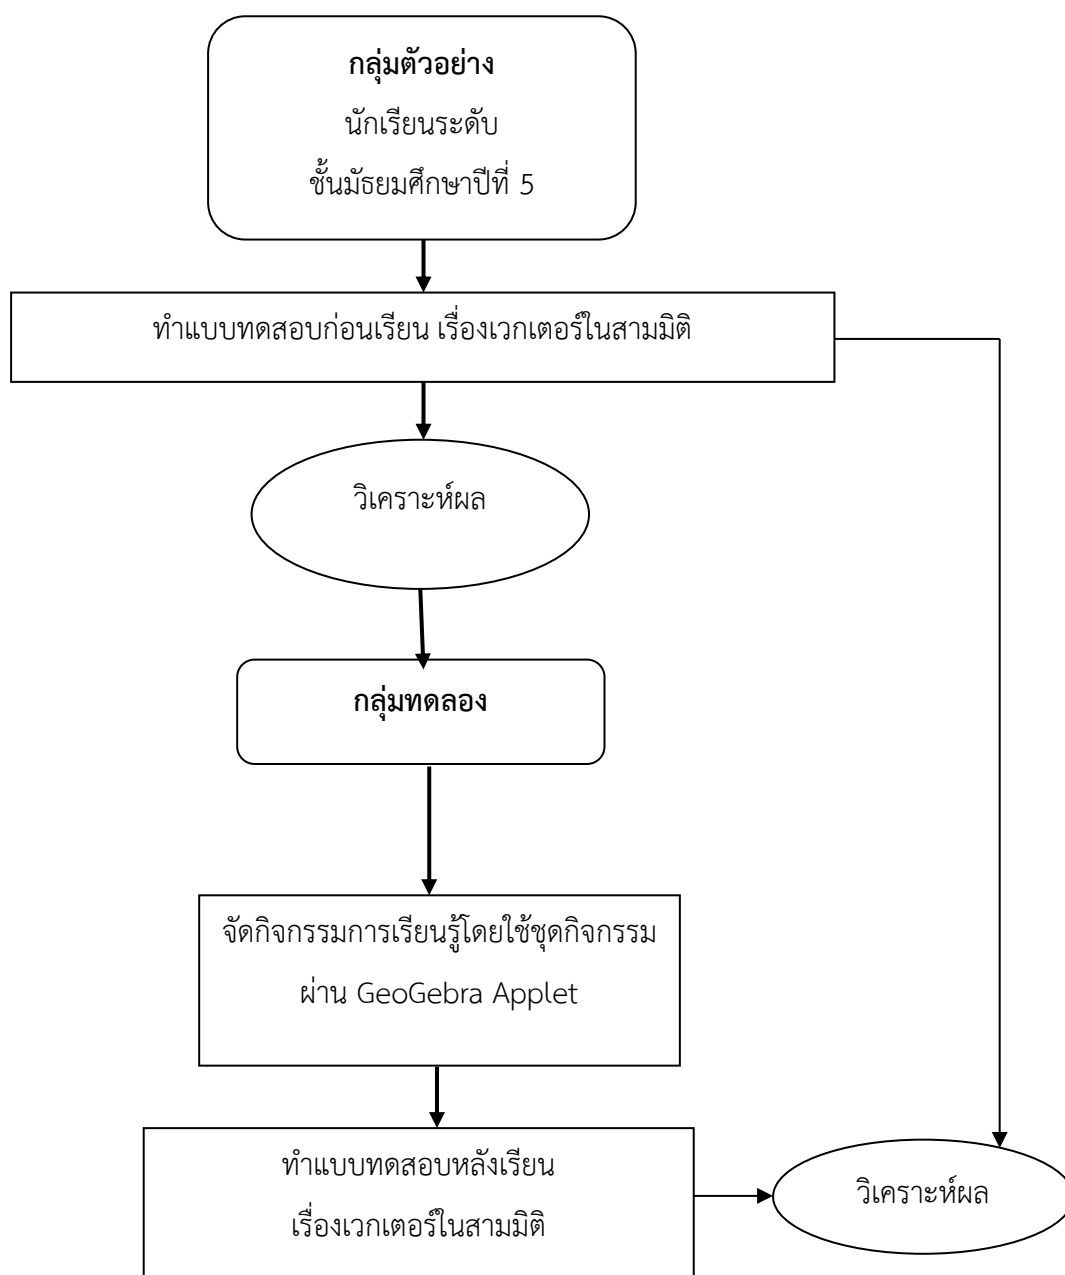 กลุ่มตัวอย่าง
นักเรียนระดับ
ชั้นมัธยมศึกษาปีที่ 5
ทำแบบทดสอบก่อนเรียน เรื่องเวกเตอร์ในสามมิติ
วิเคราะห์ผล
กลุ่มทดลอง
จัดกิจกรรมการเรียนรู้โดยใช้ชุดกิจกรรม
ผ่าน GeoGebra Applet
ทำแบบทดสอบหลังเรียน
เรื่องเวกเตอร์ในสามมิติ
วิเคราะห์ผล